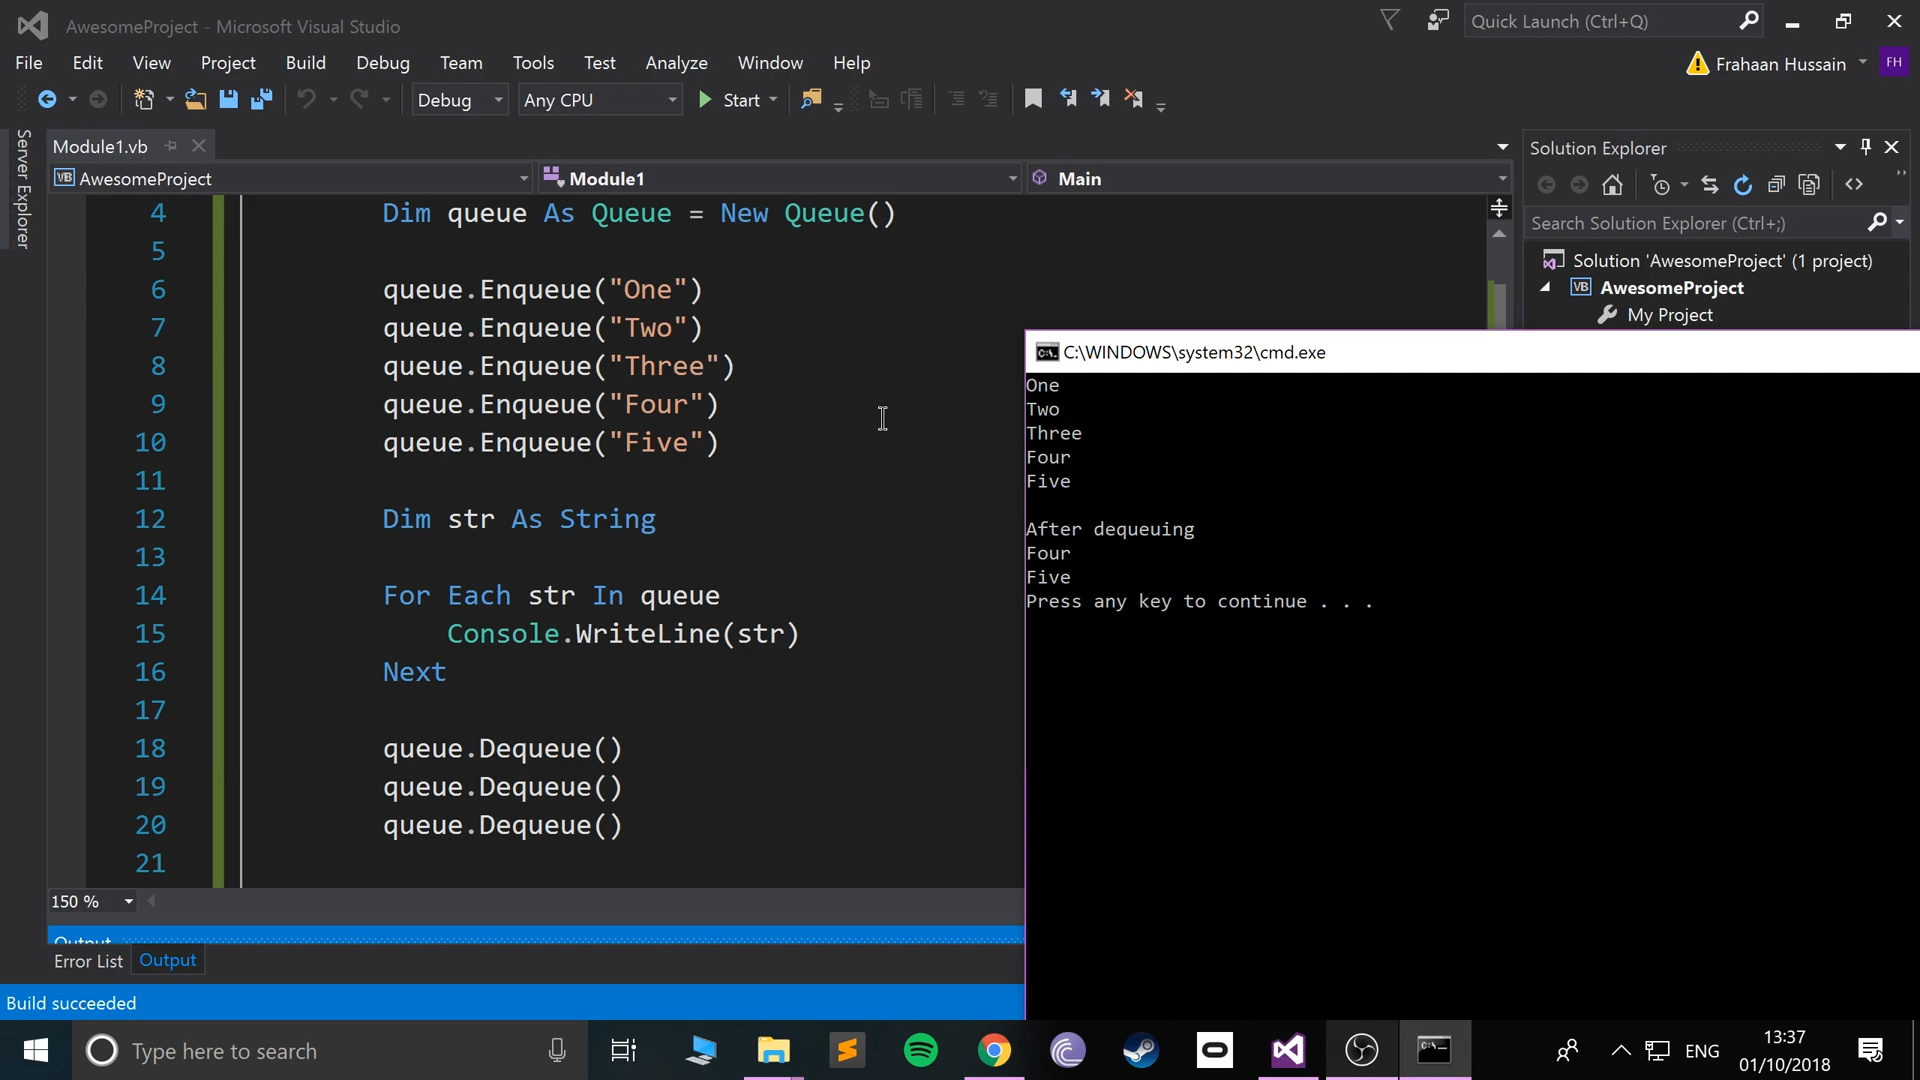 AwesomeProject - Microsoft Visual Studio
Quick Launch (Ctrl+Q)
File Edit View Project Build Debug Team Tools Test Analyze Window Help
Frahaan Hussain FH
Debug Any CPU Start
Server Explorer
Module1.vb
VB AwesomeProject Module1 Main
4 Dim queue As Queue = New Queue()
5
6 queue.Enqueue("One")
7 queue.Enqueue("Two")
8 queue.Enqueue("Three")
9 queue.Enqueue("Four")
10 queue.Enqueue("Five")
11
12 Dim str As String
13
14 For Each str In queue
15 Console.WriteLine(str)
16 Next
17
18 queue.Dequeue()
19 queue.Dequeue()
20 queue.Dequeue()
21
150 %
Output
Error List Output
Build succeeded
Solution Explorer
Search Solution Explorer (Ctrl+;)
Solution 'AwesomeProject' (1 project)
VB AwesomeProject
My Project
C:\WINDOWS\system32\cmd.exe
One
Two
Three
Four
Five
After dequeuing
Four
Five
Press any key to continue . . .
Type here to search
ENG
13:37
01/10/2018